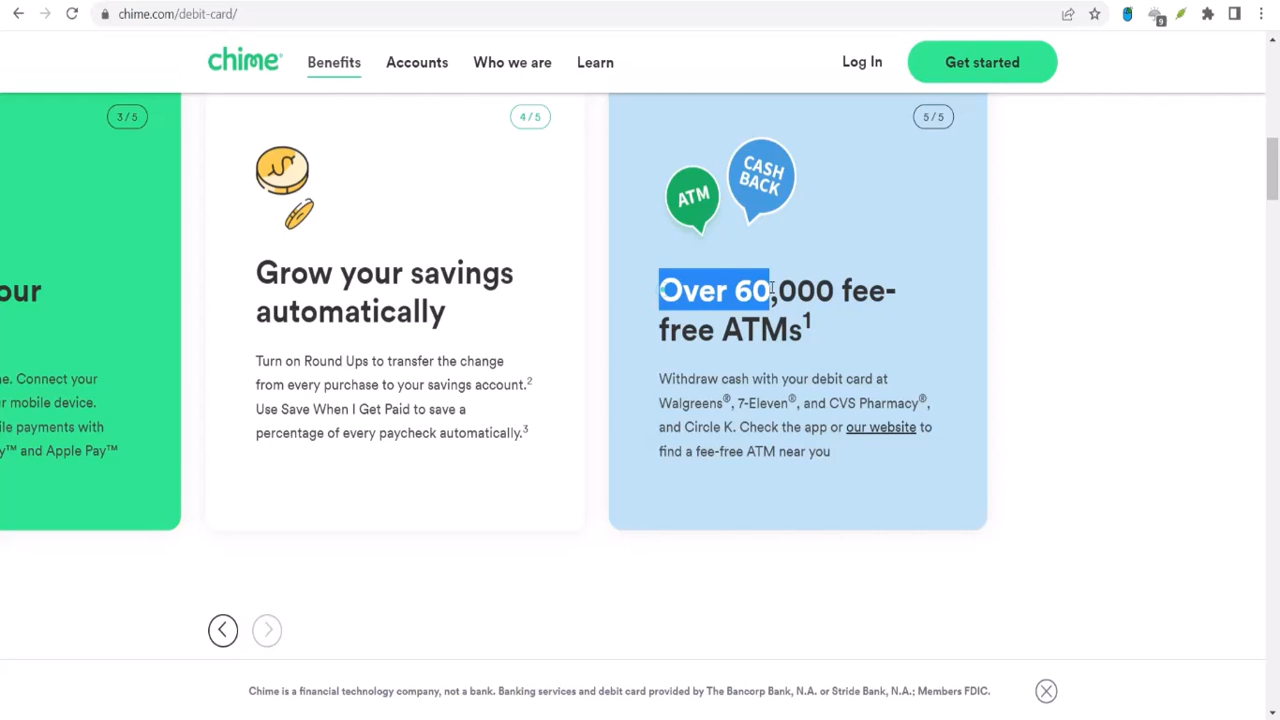 chime.com/debit-card/
9
chime®
Benefits
Accounts
Who we are
Learn
Log In
Get started
3 / 5
our
me. Connect your
r mobile device.
ile payments with
y™ and Apple Pay™
4 / 5
Grow your savings
automatically
Turn on Round Ups to transfer the change
from every purchase to your savings account.2
Use Save When I Get Paid to save a
percentage of every paycheck automatically.3
5 / 5
ATM
CASH
BACK
Over 60,000 fee-
free ATMs1
Withdraw cash with your debit card at
Walgreens®, 7-Eleven®, and CVS Pharmacy®,
and Circle K. Check the app or our website to
find a fee-free ATM near you
Chime is a financial technology company, not a bank. Banking services and debit card provided by The Bancorp Bank, N.A. or Stride Bank, N.A.; Members FDIC.